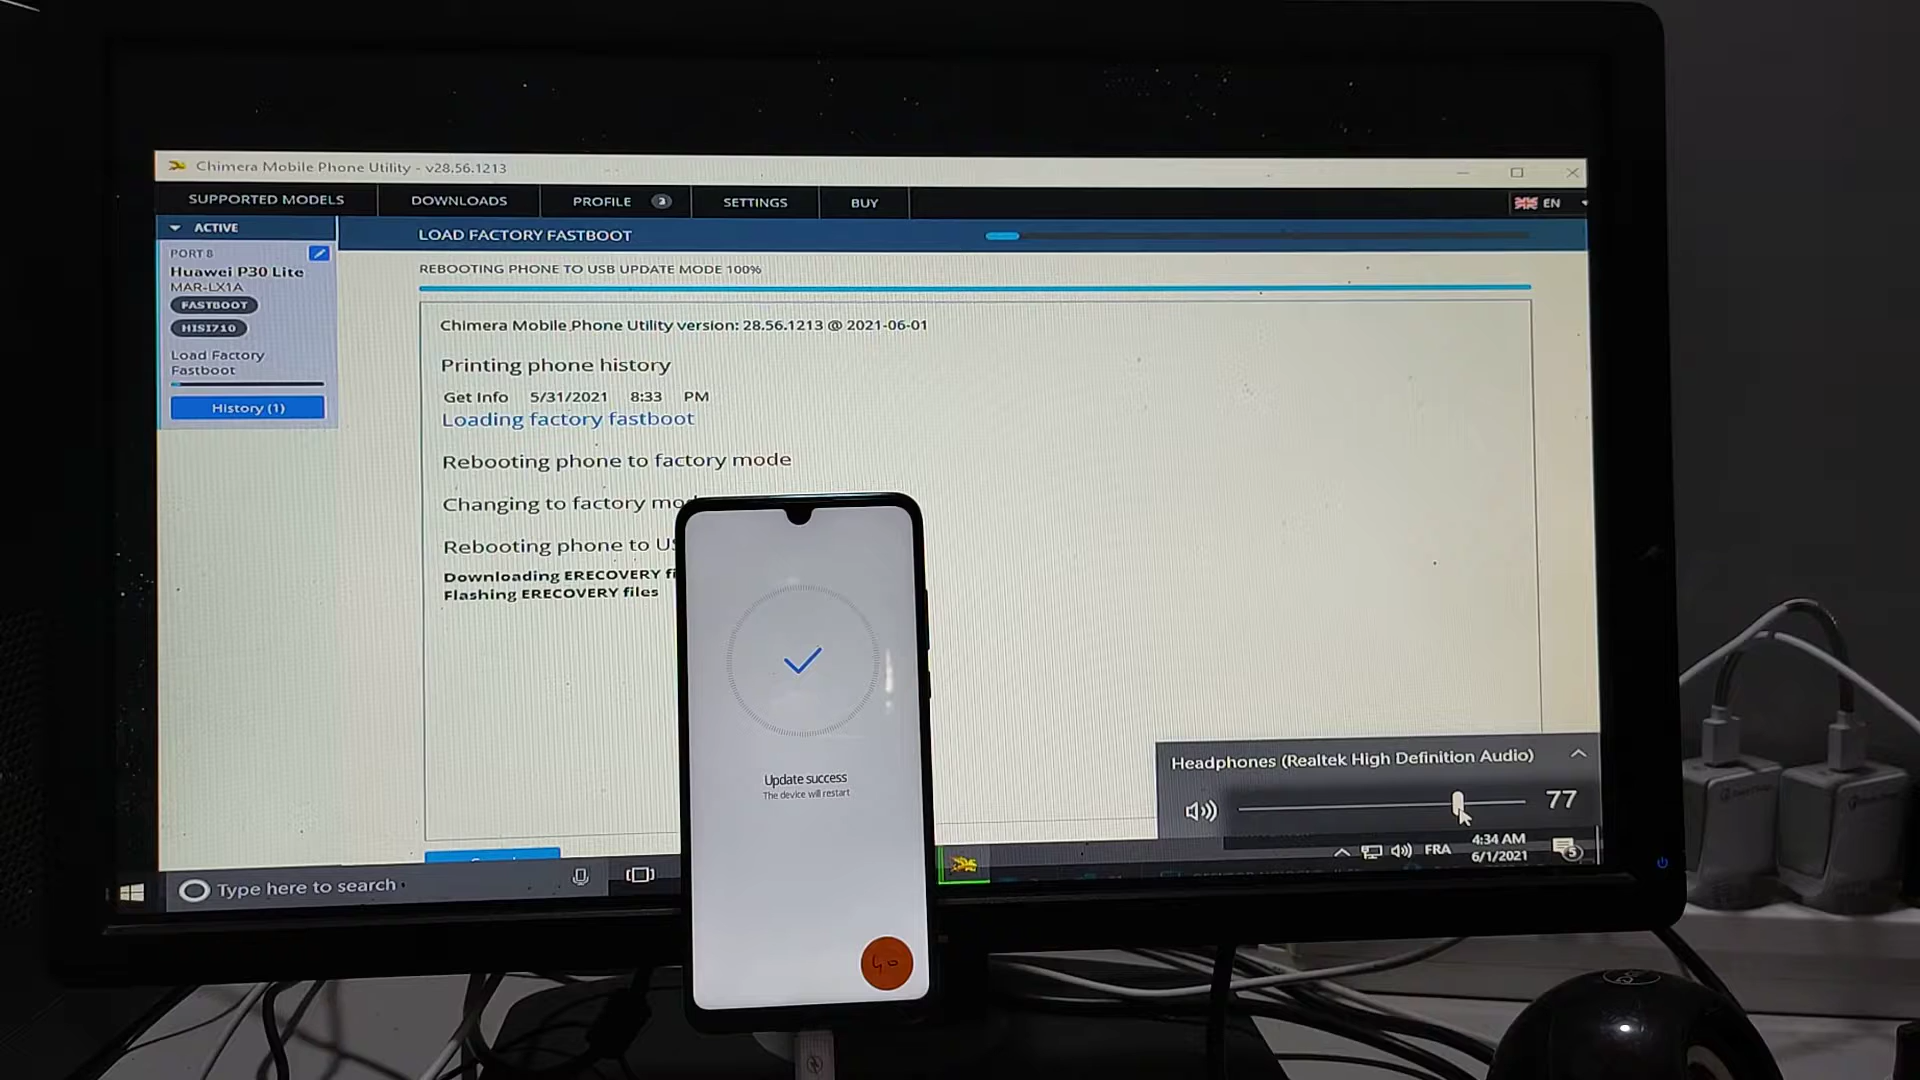 Chimera Mobile Phone Utility - v28.56.1213
SUPPORTED MODELS DOWNLOADS PROFILE 3 SETTINGS BUY EN
ACTIVE
PORT 8
Huawei P30 Lite
MAR-LX1A
FASTBOOT
HISI710
Load Factory
Fastboot
History (1)
LOAD FACTORY FASTBOOT
REBOOTING PHONE TO USB UPDATE MODE 100%
Chimera Mobile Phone Utility version: 28.56.1213 @ 2021-06-01
Printing phone history
Get Info 5/31/2021 8:33 PM
Loading factory fastboot
Rebooting phone to factory mode
Changing to factory mo
Rebooting phone to US
Downloading ERECOVERY fi
Flashing ERECOVERY files
Update success
The device will restart
Headphones (Realtek High Definition Audio)
77
Type here to search
FRA
4:34 AM
6/1/2021
5